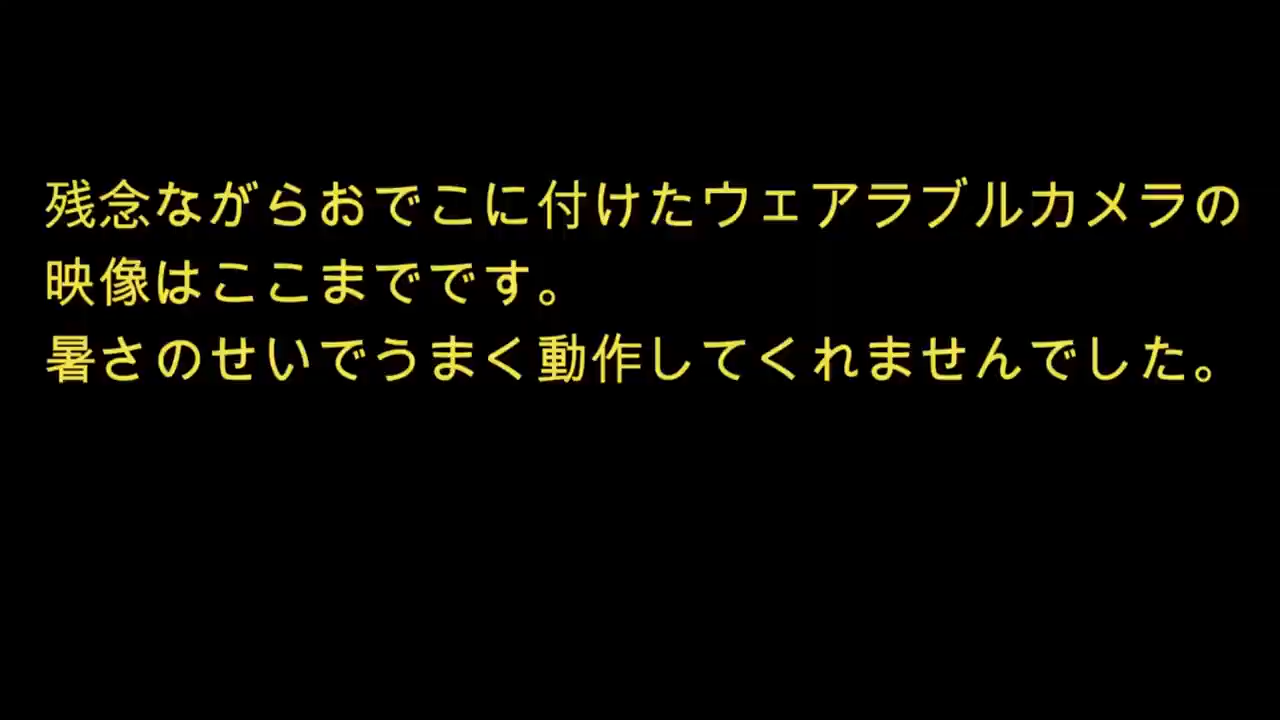 残念ながらおでこに付けたウェアラブルカメラの
映像はここまでです。
暑さのせいでうまく動作してくれませんでした。